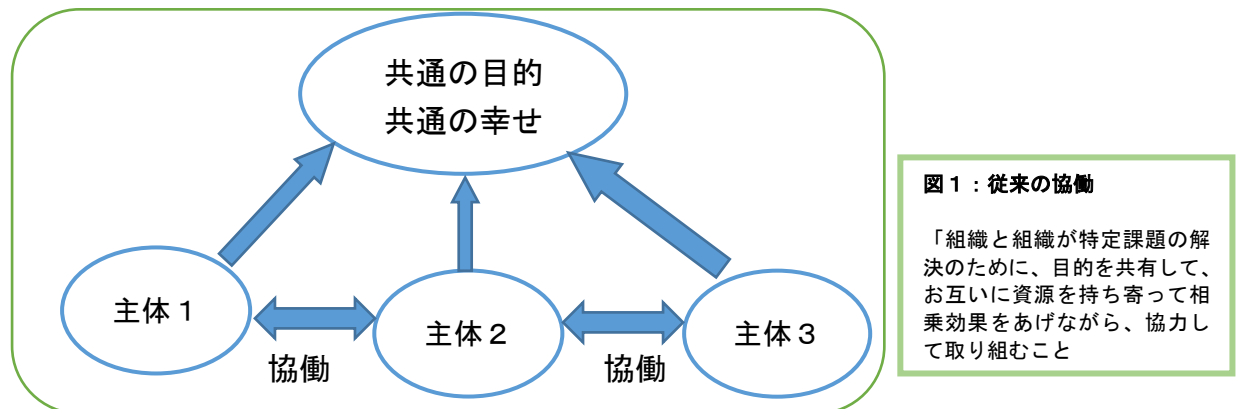 共通の目的
共通の幸せ
主体１
主体２
主体３
協働
協働
図１：従来の協働
「組織と組織が特定課題の解
決のために、目的を共有して、
お互いに資源を持ち寄って相
乗効果をあげながら、協力し
て取り組むこと